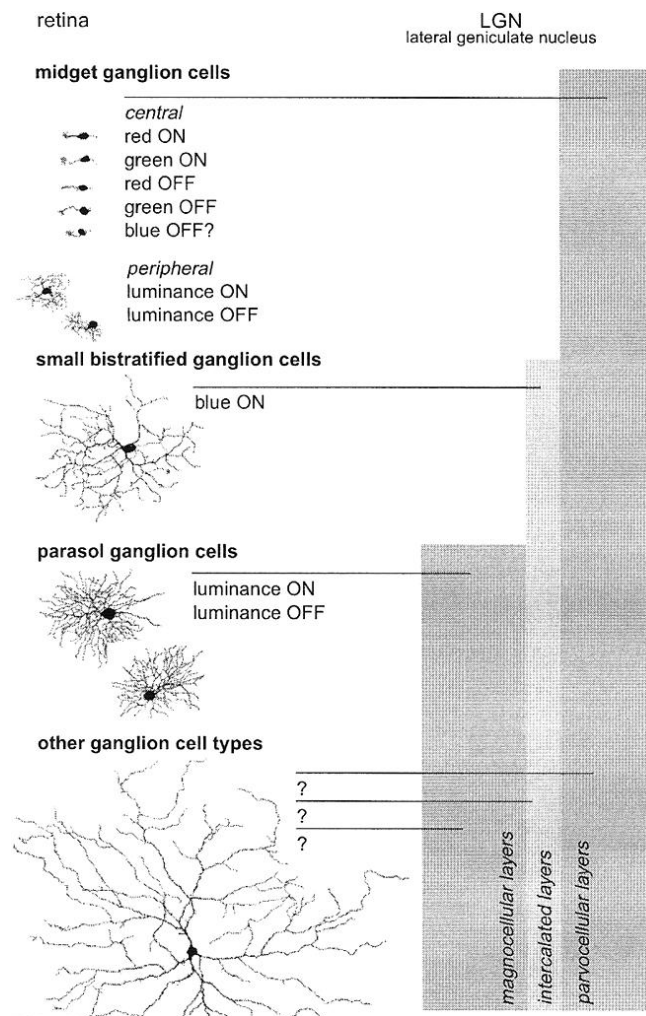 retina
LGN
lateral geniculate nucleus
midget ganglion cells
central
red ON
green ON
red OFF
green OFF
blue OFF?
peripheral
luminance ON
luminance OFF
small bistratified ganglion cells
blue ON
parasol ganglion cells
luminance ON
luminance OFF
other ganglion cell types
?
?
?
magnocellular layers
intercalated layers
parvocellular layers